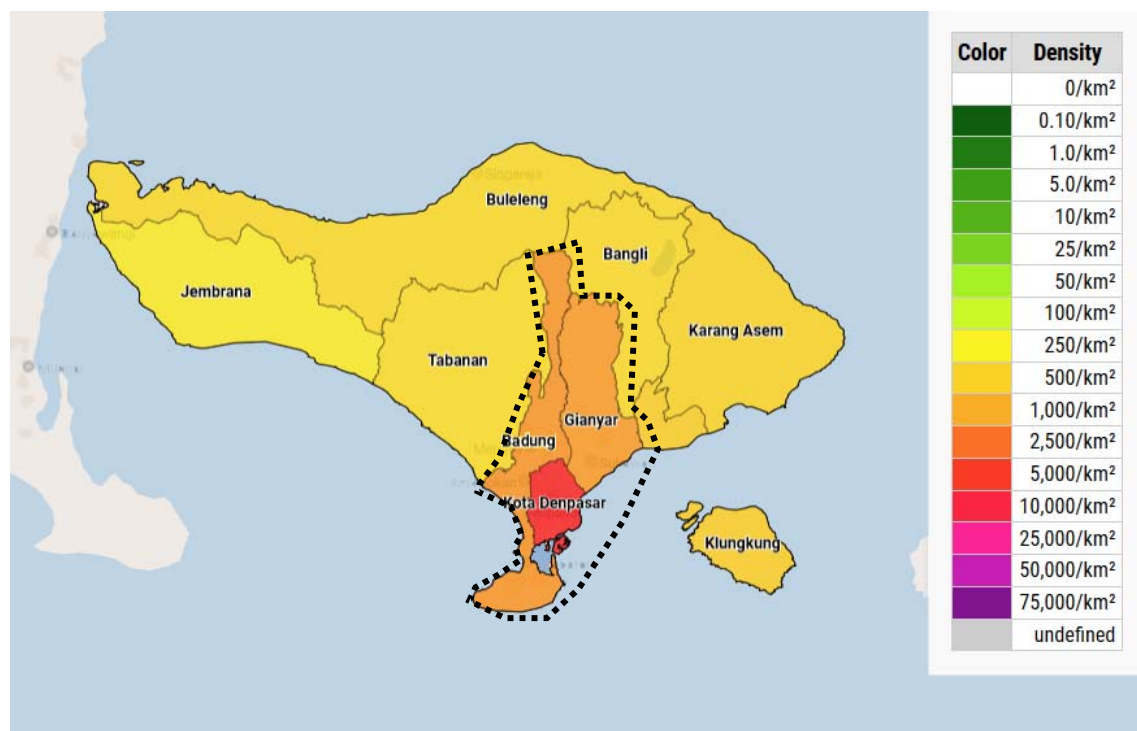 Color Density
0/km²
0.10/km²
1.0/km²
5.0/km²
10/km²
25/km²
50/km²
100/km²
250/km²
500/km²
1,000/km²
2,500/km²
5,000/km²
10,000/km²
25,000/km²
50,000/km²
75,000/km²
undefined
Singaraja
Buleleng
Bangli
Jembrana
Karang Asem
Tabanan
Gianyar
Badung
Kota Denpasar
Klungkung